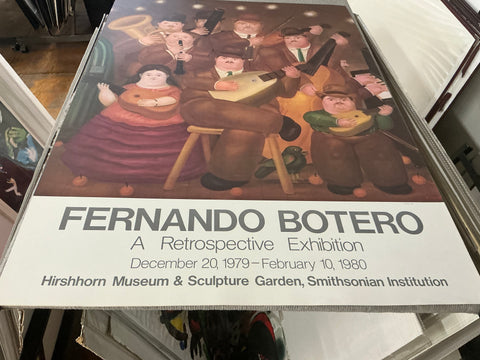 FERNANDO BOTERO
A Retrospective Exhibition
December 20, 1979–February 10, 1980
Hirshhorn Museum & Sculpture Garden, Smithsonian Institution